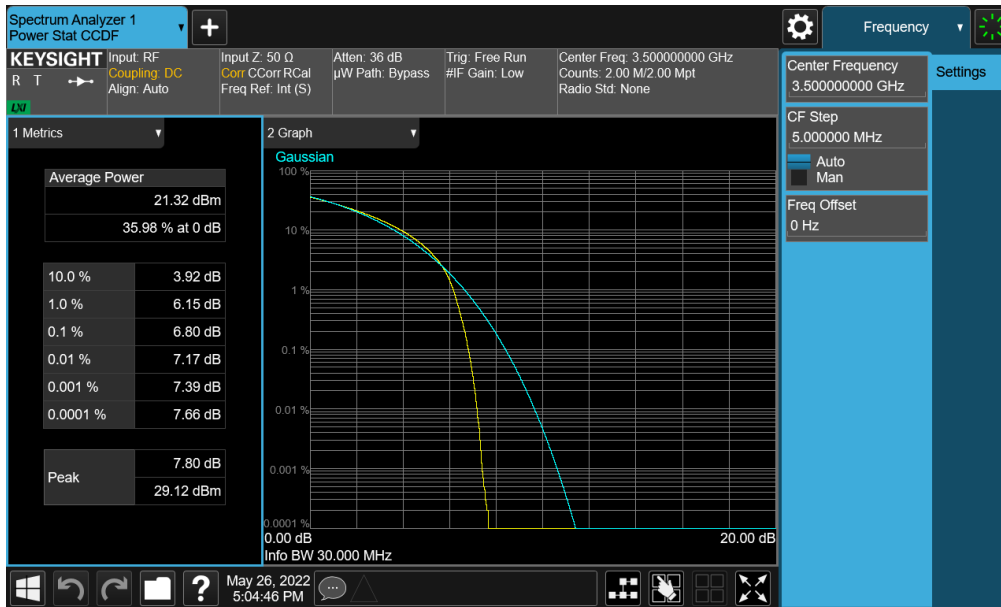 Spectrum Analyzer 1
Power Stat CCDF
Frequency
KEYSIGHT
R T
LXI
Input: RF
Coupling: DC
Align: Auto
Input Z: 50 Ω
Corr CCorr RCal
Freq Ref: Int (S)
Atten: 36 dB
µW Path: Bypass
Trig: Free Run
#IF Gain: Low
Center Freq: 3.500000000 GHz
Counts: 2.00 M/2.00 Mpt
Radio Std: None
Center Frequency
3.500000000 GHz
Settings
CF Step
5.000000 MHz
Auto
Man
Freq Offset
0 Hz
1 Metrics
Average Power
21.32 dBm
35.98 % at 0 dB
10.0 % 3.92 dB
1.0 % 6.15 dB
0.1 % 6.80 dB
0.01 % 7.17 dB
0.001 % 7.39 dB
0.0001 % 7.66 dB
Peak
7.80 dB
29.12 dBm
2 Graph
Gaussian
100 %
10 %
1 %
0.1 %
0.01 %
0.001 %
0.0001 %
0.00 dB 20.00 dB
Info BW 30.000 MHz
May 26, 2022
5:04:46 PM